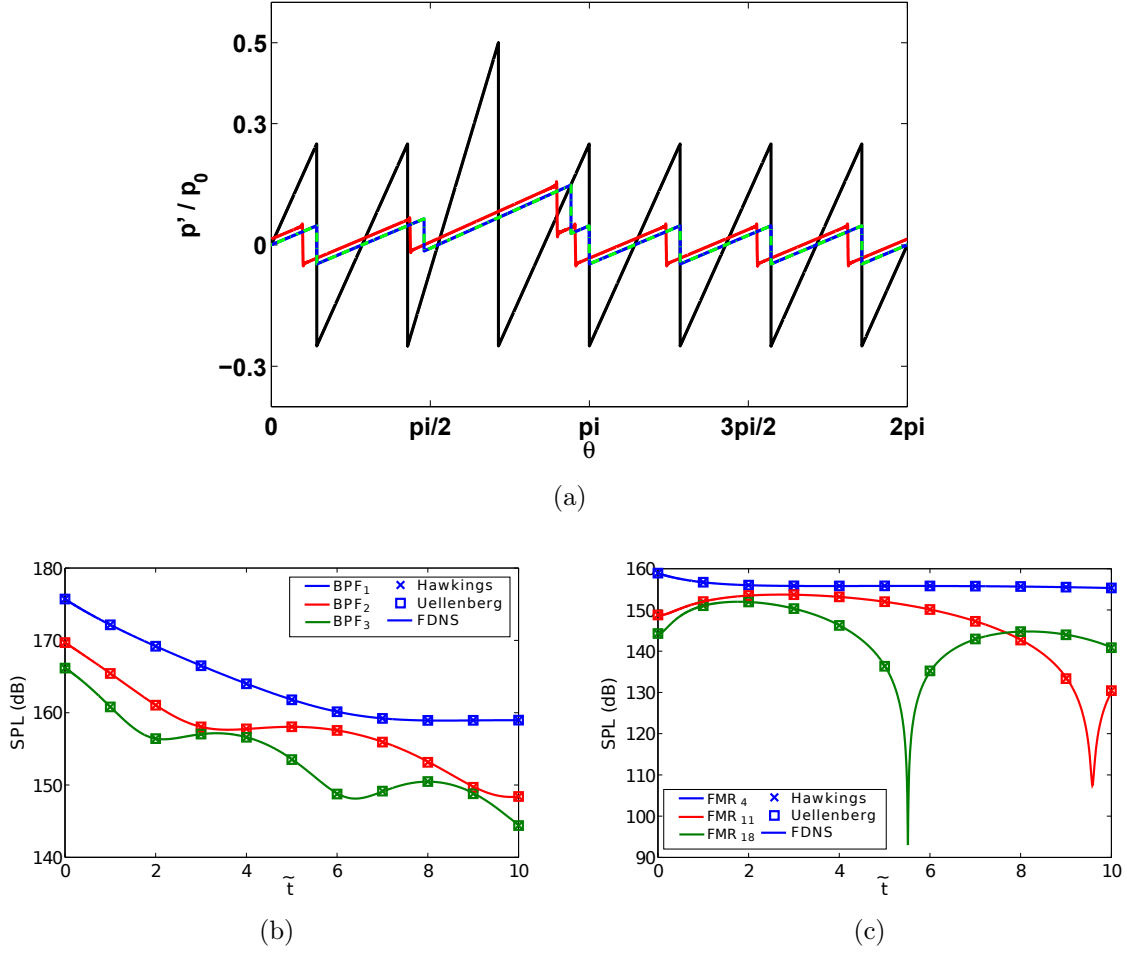 0.5
0.3
0
−0.3
p' / p0
0
pi/2
pi
3pi/2
2pi
θ
(a)
180
170
160
150
140
SPL (dB)
BPF1
BPF2
BPF3
Hawkings
Uellenberg
FDNS
0
2
4
6
8
10
t̃
(b)
160
150
140
130
120
110
100
90
SPL (dB)
FMR 4
FMR 11
FMR 18
Hawkings
Uellenberg
FDNS
0
2
4
6
8
10
t̃
(c)